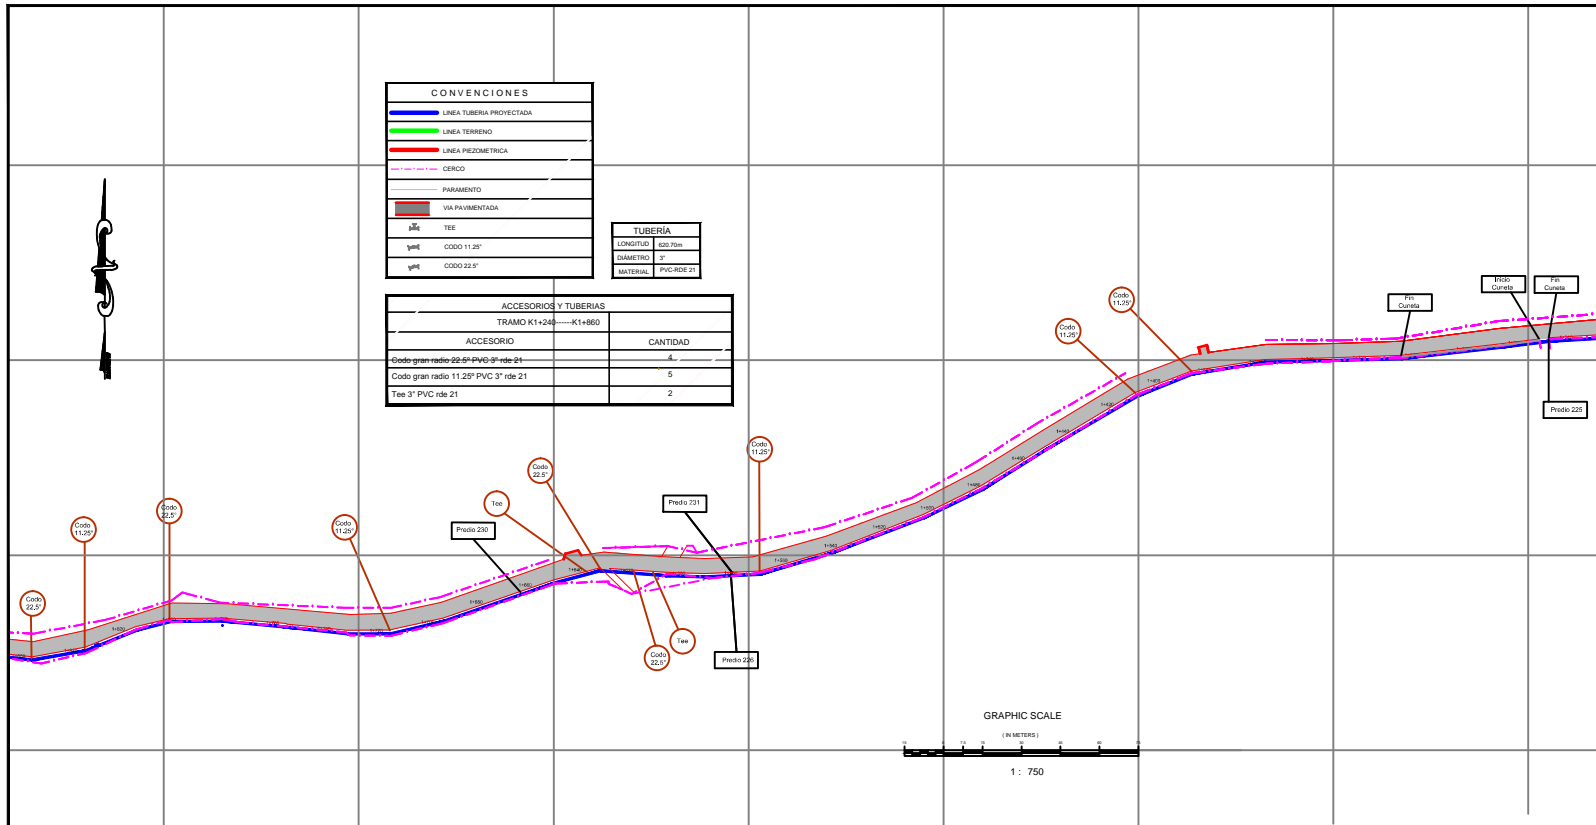 CONVENCIONES
LINEA TUBERIA PROYECTADA
LINEA TERRENO
LINEA PIEZOMETRICA
CERCO
PARAMENTO
VIA PAVIMENTADA
TEE
CODO 11.25°
CODO 22.5°
TUBERÍA
LONGITUD 620.70m
DIÁMETRO 3"
MATERIAL PVC-RDE 21
ACCESORIOS Y TUBERIAS
TRAMO K1+240------K1+860
ACCESORIO CANTIDAD
Codo gran radio 22.5º PVC 3" rde 21 4
Codo gran radio 11.25º PVC 3" rde 21 5
Tee 3" PVC rde 21 2
Inicio
Cuneta
Fin
Cuneta
Fin
Cuneta
Codo
11.25°
Codo
11.25°
Predio 225
Codo
11.25°
Codo
22.5°
Tee
Predio 231
Predio 230
Codo
22.5°
Codo
11.25°
Codo
11.25°
Codo
22.5°
Tee
Codo
22.5°
Predio 226
GRAPHIC SCALE
( IN METERS )
1 : 750